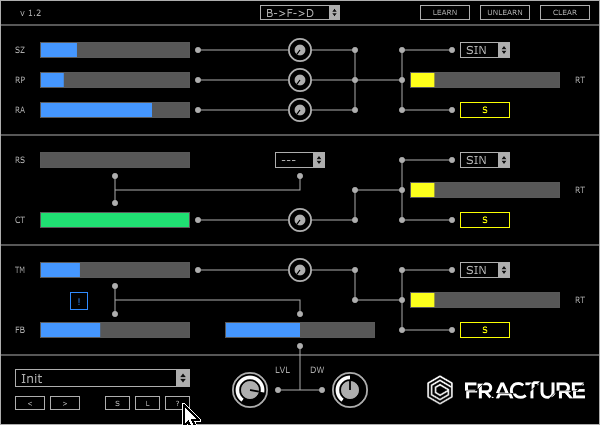 v 1.2 B->F->D LEARN UNLEARN CLEAR
SZ SIN
RP RT
RA S
RS --- SIN
RT
CT S
TM SIN
! RT
FB S
LVL DW
Init
< > S L ? FRACTURE